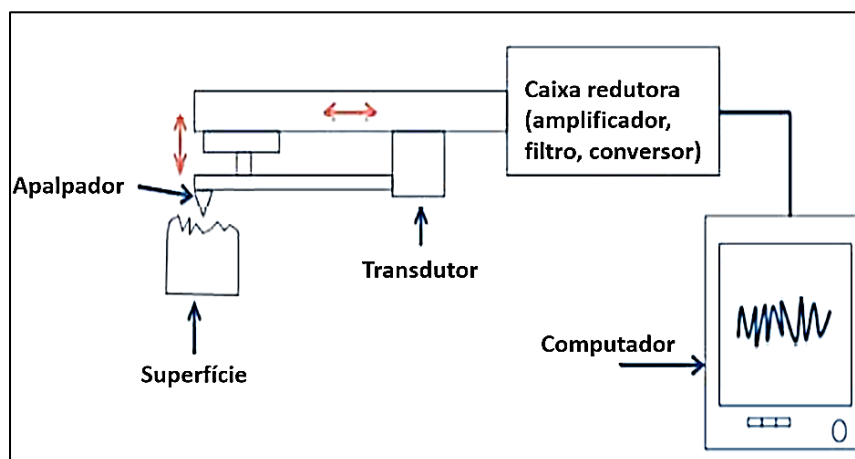 Caixa redutora
(amplificador,
filtro, conversor)
Apalpador
Transdutor
Computador
Superfície